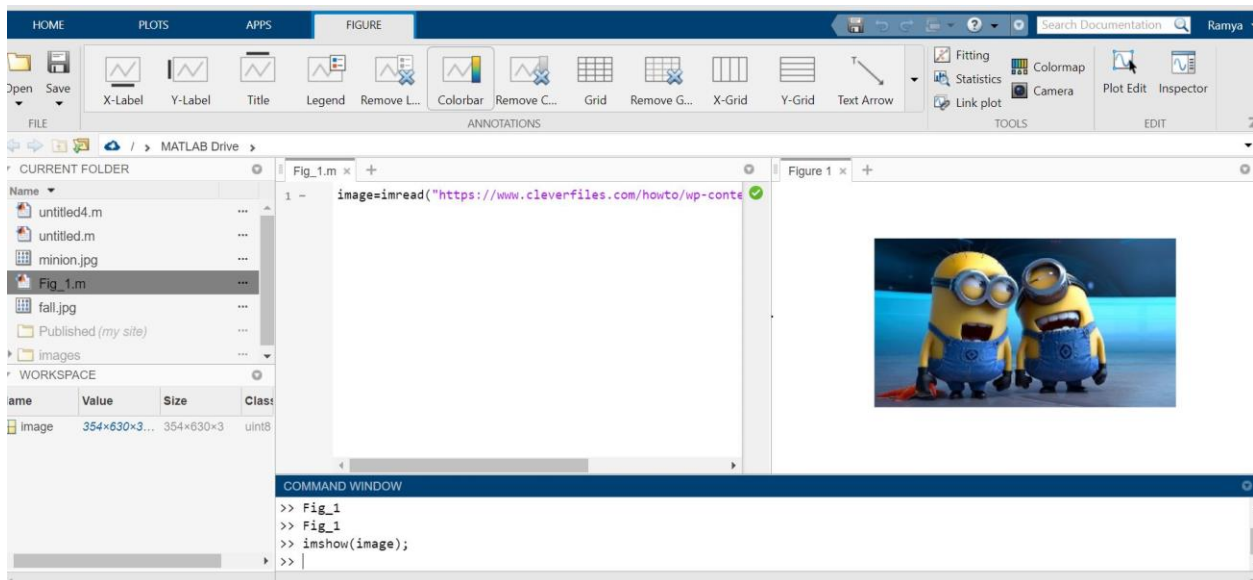 HOME PLOTS APPS FIGURE Search Documentation Ramya
Open Save X-Label Y-Label Title Legend Remove L... Colorbar Remove C... Grid Remove G... X-Grid Y-Grid Text Arrow Fitting Statistics Link plot Colormap Camera Plot Edit Inspector
FILE ANNOTATIONS TOOLS EDIT
/ > MATLAB Drive >
CURRENT FOLDER
Name
untitled4.m
untitled.m
minion.jpg
Fig_1.m
fall.jpg
Published (my site)
images
WORKSPACE
ame Value Size Class
image 354×630×3... 354×630×3 uint8
Fig_1.m × +
1 - image=imread("https://www.cleverfiles.com/howto/wp-conte
Figure 1 × +
COMMAND WINDOW
>> Fig_1
>> Fig_1
>> imshow(image);
>>